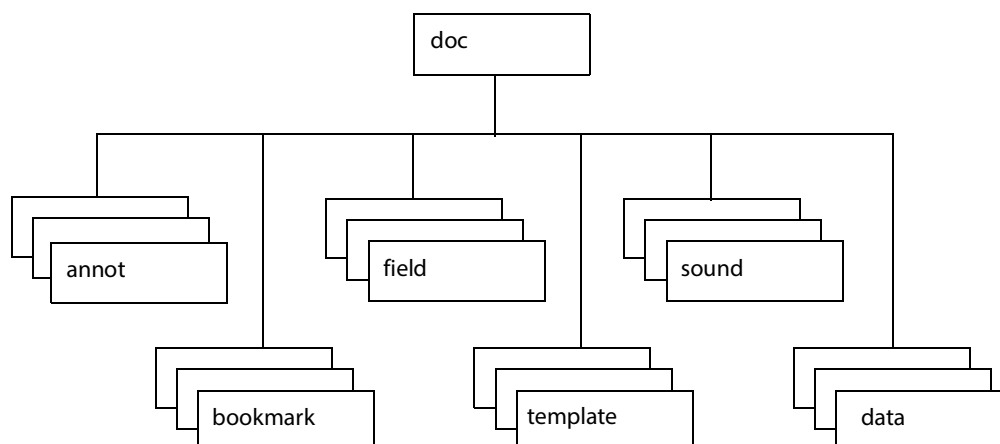 doc
annot
field
sound
bookmark
template
data